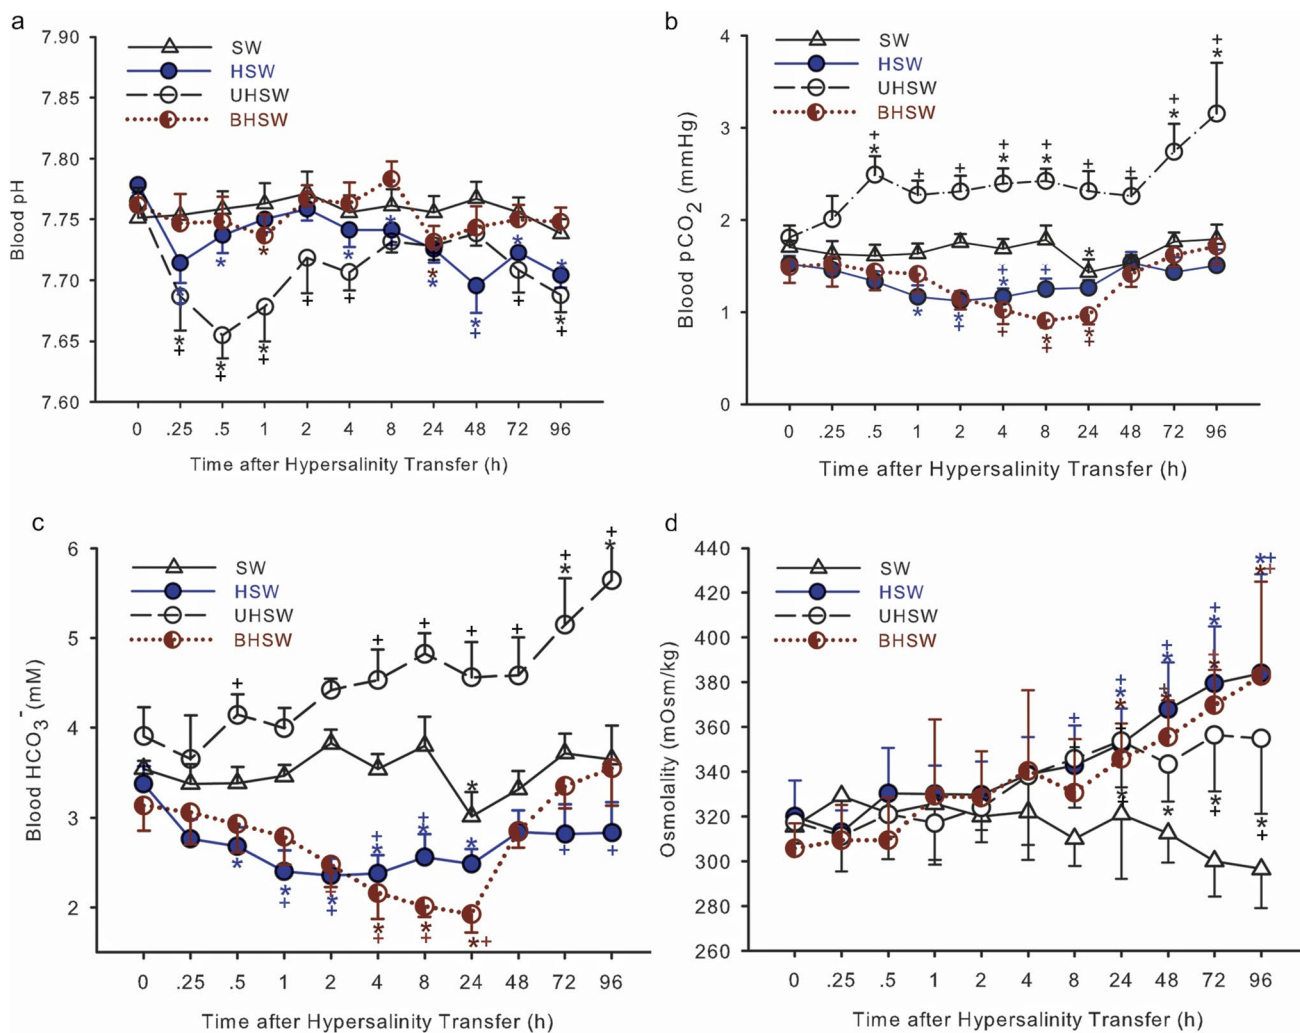 a
7.90
7.85
7.80
7.75
7.70
7.65
7.60
Blood pH
SW
HSW
UHSW
BHSW
0 .25 .5 1 2 4 8 24 48 72 96
Time after Hypersalinity Transfer (h)
b
4
3
2
1
0
Blood pCO2 (mmHg)
SW
HSW
UHSW
BHSW
0 .25 .5 1 2 4 8 24 48 72 96
Time after Hypersalinity Transfer (h)
c
6
5
4
3
2
Blood HCO3- (mM)
SW
HSW
UHSW
BHSW
0 .25 .5 1 2 4 8 24 48 72 96
Time after Hypersalinity Transfer (h)
d
440
420
400
380
360
340
320
300
280
260
Osmolality (mOsm/kg)
SW
HSW
UHSW
BHSW
0 .25 .5 1 2 4 8 24 48 72 96
Time after Hypersalinity Transfer (h)